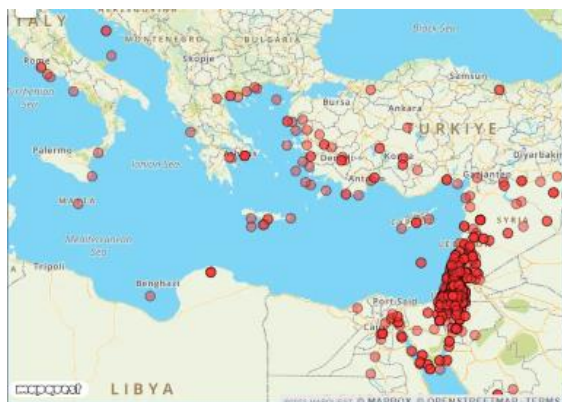 ITALY
HERZEGOVINA
Black Sea
MONTENEGRO
BULGARIA
Skopje
Rome
Samsun
Tyrrhenian
Sea
Bursa
Ankara
TÜRKIYE
Palermo
Ionian Sea
Denizli
Konya
Diyarbakır
Gaziantep
Antalya
MALTA
SYRIA
Mediterranean
Sea
Tripoli
Benghazi
Port Said
LIBYA
mapquest
© MAPBOX © OPENSTREETMAP TERMS